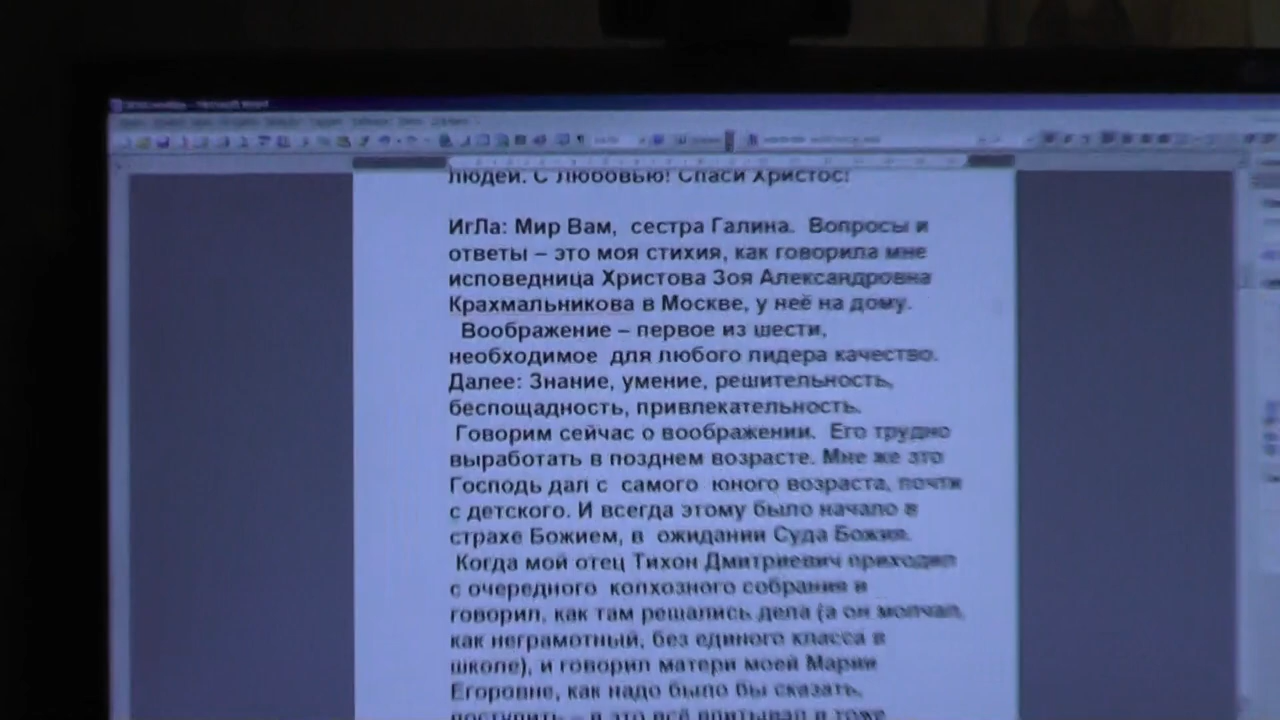 людей. С Любовью! Спаси Христос!
ИгЛа: Мир Вам, сестра Галина. Вопросы и
ответы – это моя стихия, как говорила мне
исповедница Христова Зоя Александровна
Крахмальникова в Москве, у неё на дому.
Воображение – первое из шести,
необходимое для любого лидера качество.
Далее: Знание, умение, решительность,
беспощадность, привлекательность.
Говорим сейчас о воображении. Его трудно
выработать в позднем возрасте. Мне же это
Господь дал с самого юного возраста, почти
с детского. И всегда этому было начало в
страхе Божием, в ожидании Суда Божия.
Когда мой отец Тихон Дмитриевич приходил
с очередного колхозного собрания и
говорил, как там решались дела (а он молчал,
как неграмотный, без единого класса в
школе), и говорил матери моей Марии
Егоровне, как надо было бы сказать,
поступить – я это всё впитывал я тоже